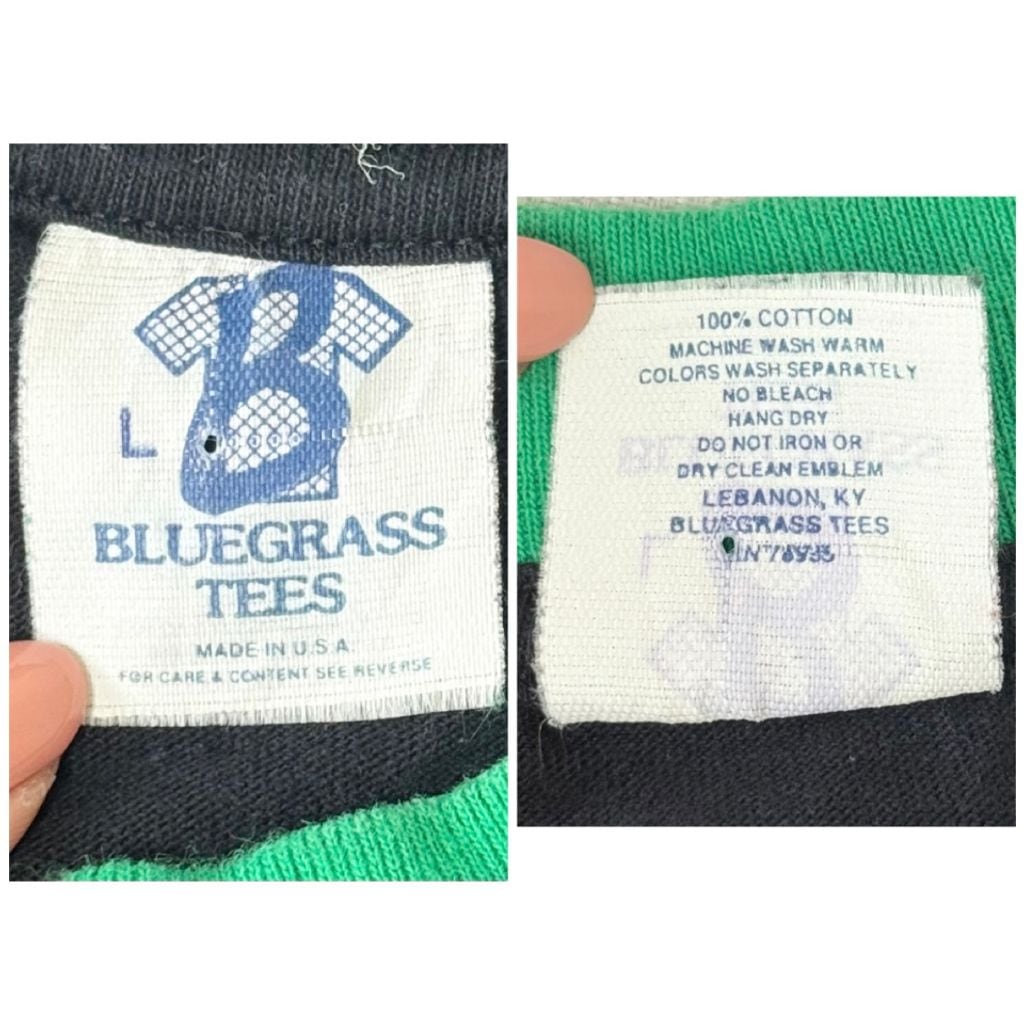 B
L
BLUEGRASS
TEES
MADE IN U.S.A.
FOR CARE & CONTENT SEE REVERSE
100% COTTON
MACHINE WASH WARM
COLORS WASH SEPARATELY
NO BLEACH
HANG DRY
DO NOT IRON OR
DRY CLEAN EMBLEM
LEBANON, KY
BLUEGRASS TEES